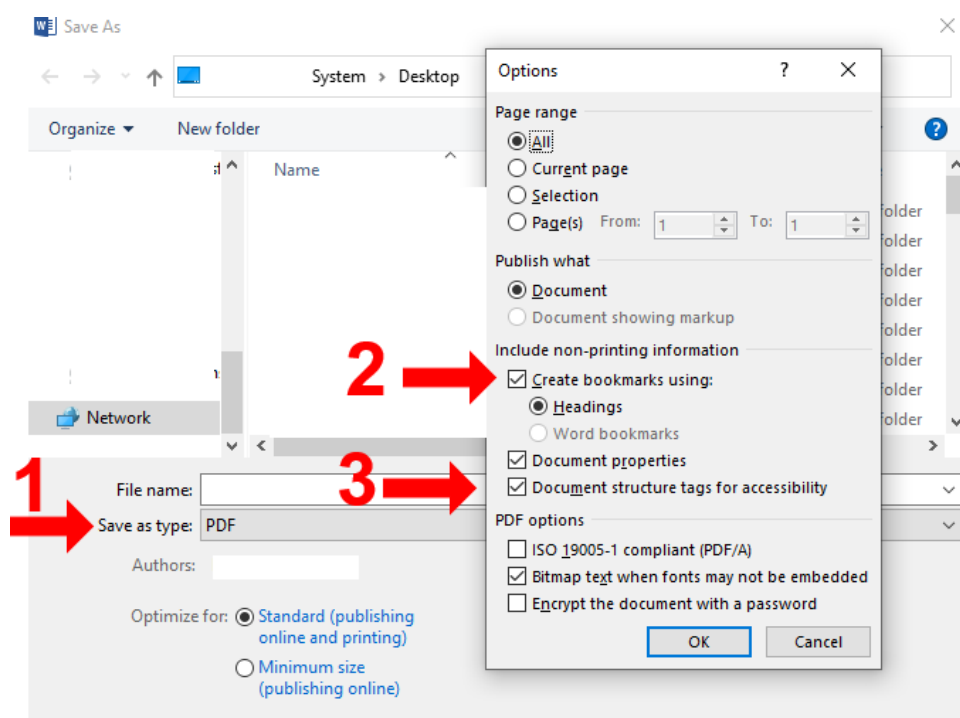 Save As
System > Desktop
Organize
New folder
Name
folder
folder
folder
folder
folder
folder
folder
folder
Network
1
File name:
Save as type: PDF
Authors:
Optimize for: Standard (publishing
online and printing)
Minimum size
(publishing online)
Options ?
Page range
All
Current page
Selection
Page(s) From: 1 To: 1
Publish what
Document
Document showing markup
Include non-printing information
2
Create bookmarks using:
Headings
Word bookmarks
Document properties
3
Document structure tags for accessibility
PDF options
ISO 19005-1 compliant (PDF/A)
Bitmap text when fonts may not be embedded
Encrypt the document with a password
OK Cancel